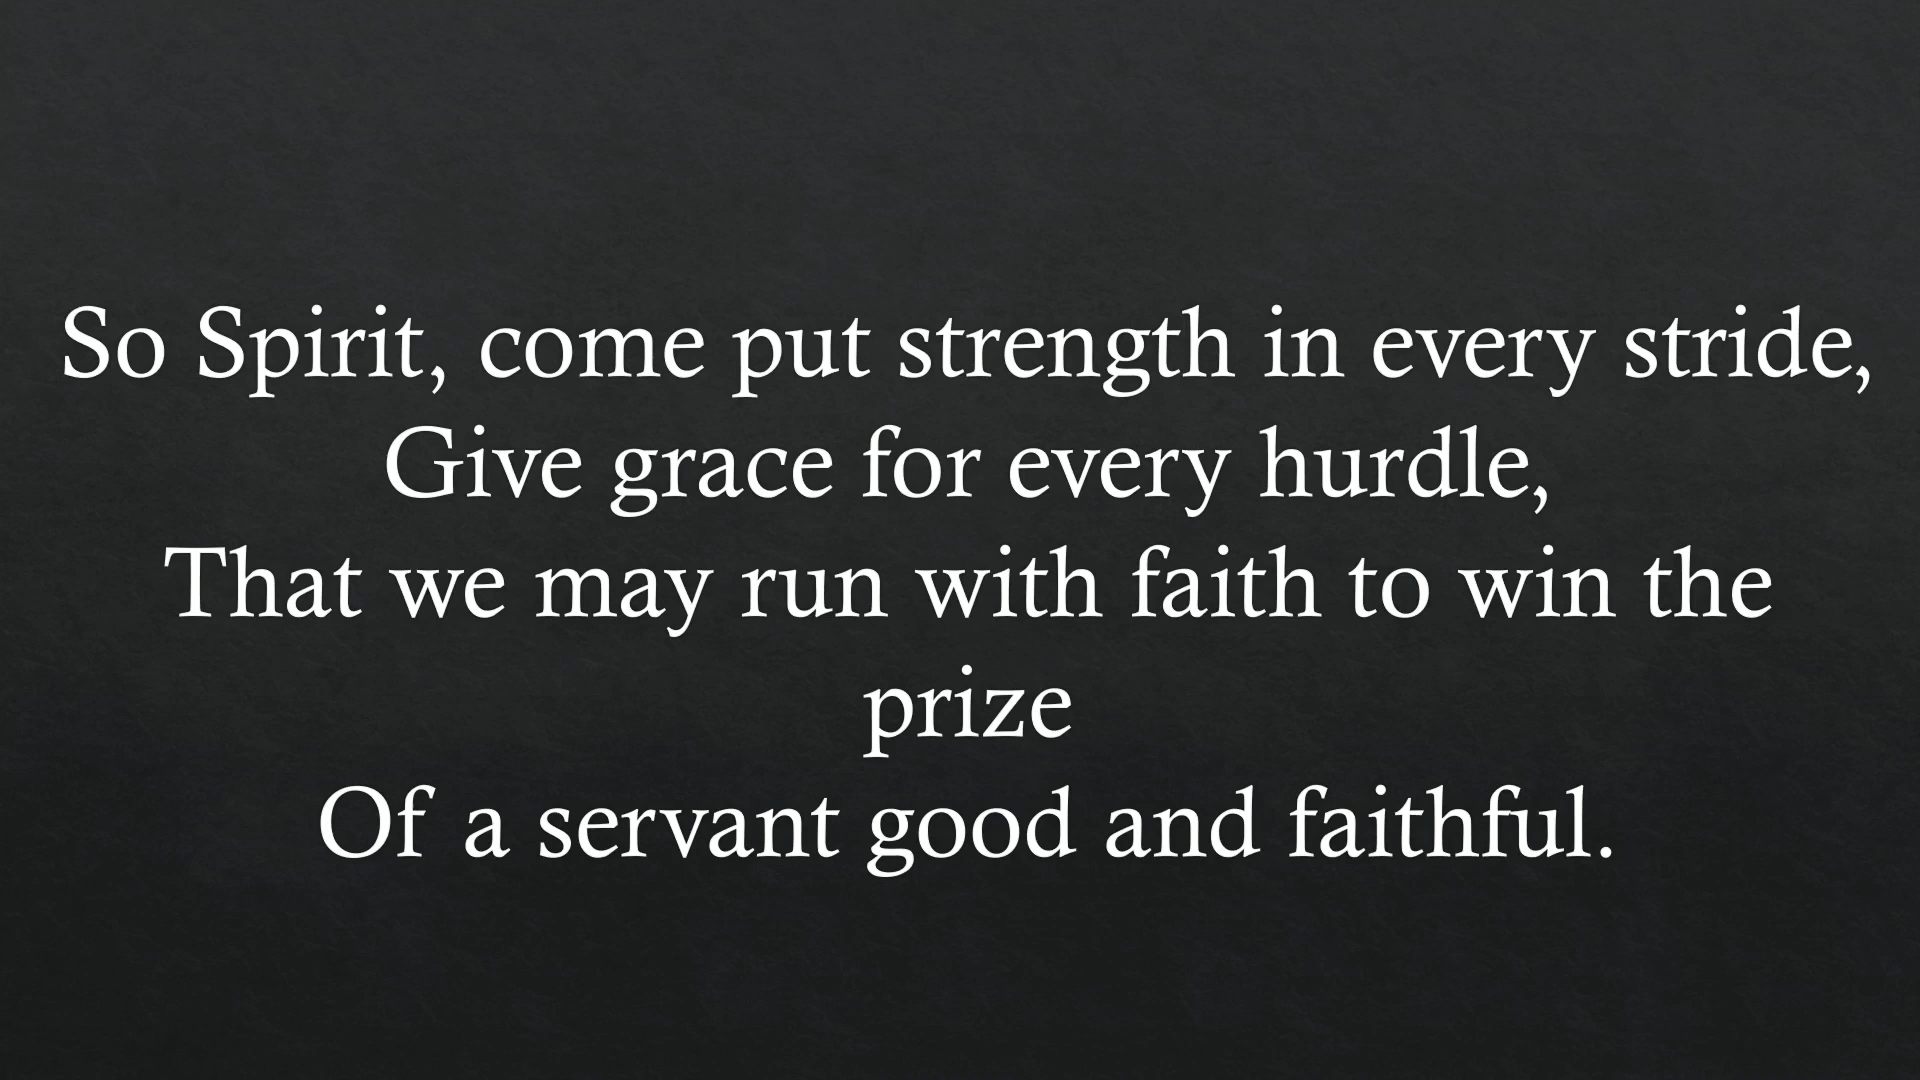 So Spirit, come put strength in every stride,
Give grace for every hurdle,
That we may run with faith to win the
prize
Of a servant good and faithful.